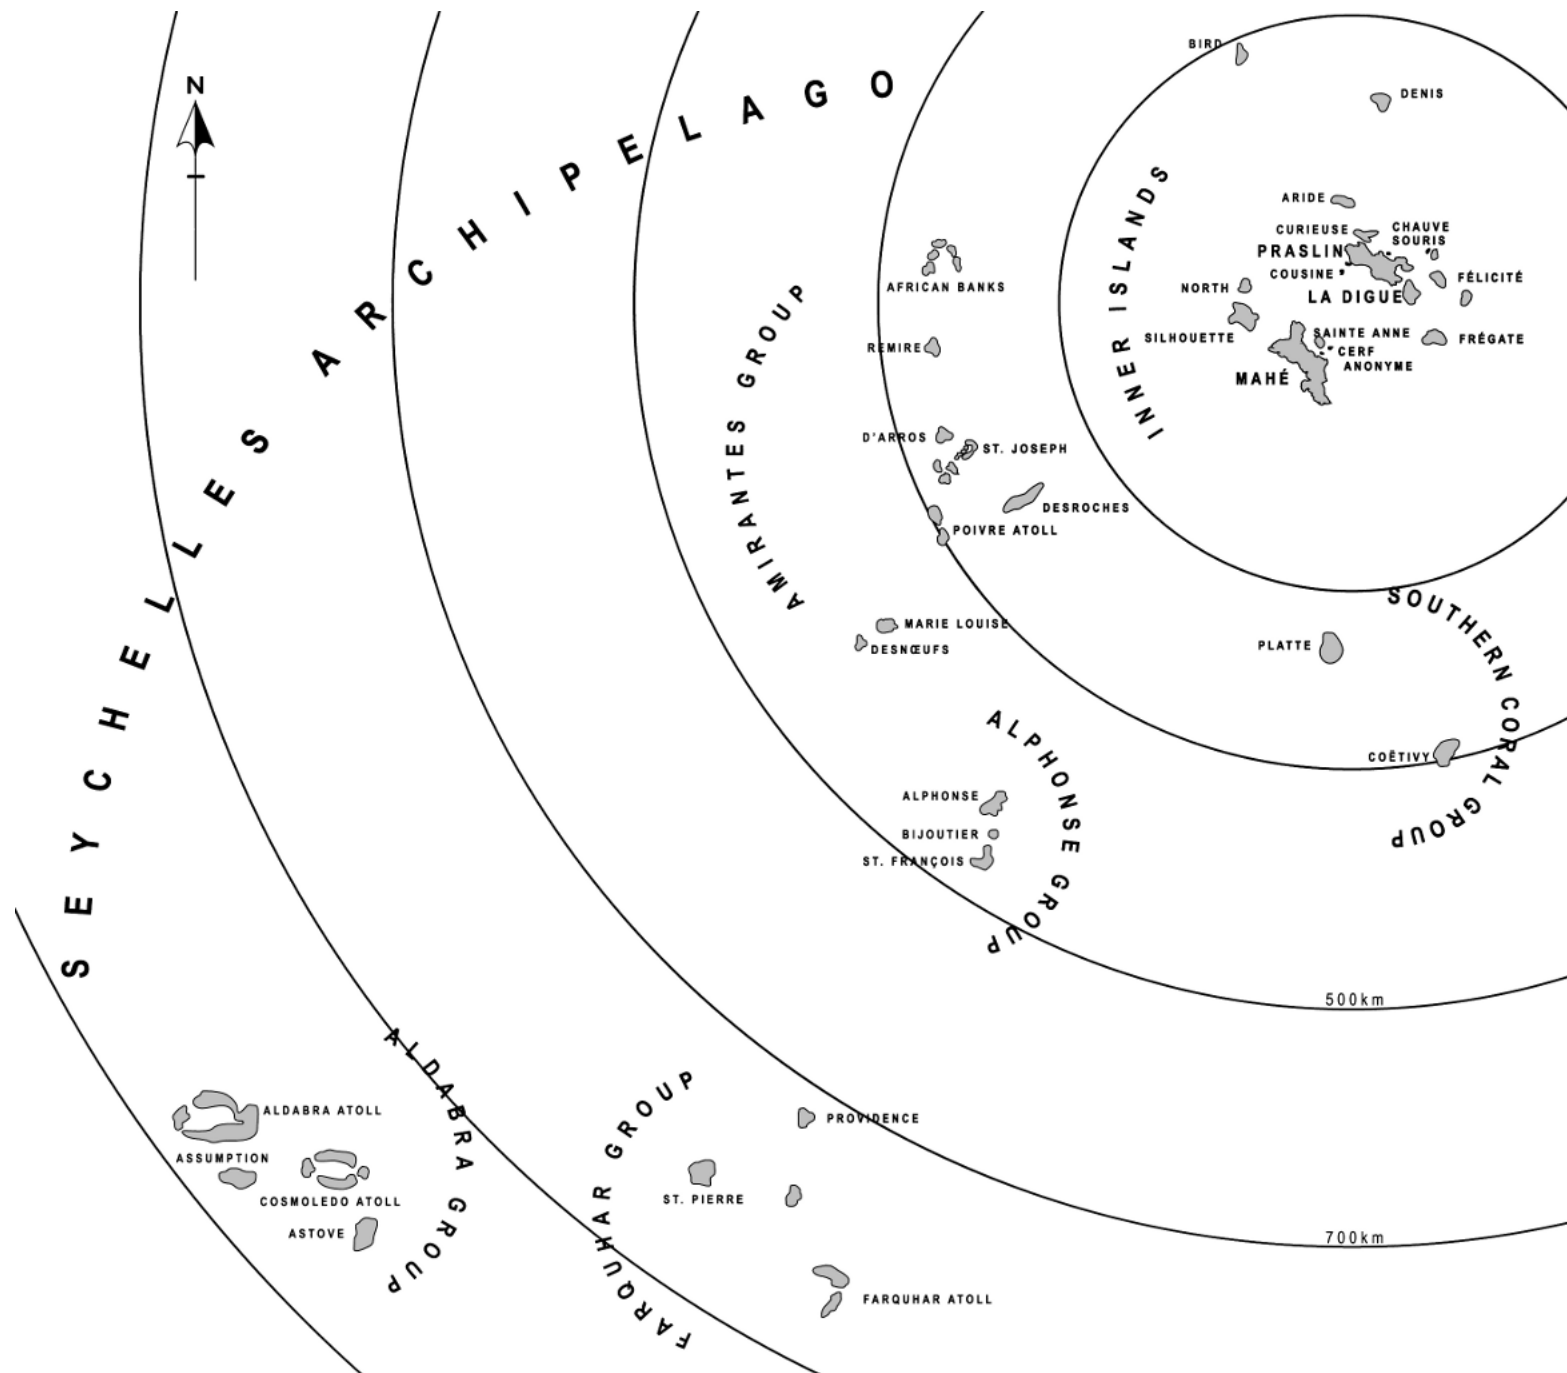 N
SEYCHELLES ARCHIPELAGO
BIRD
DENIS
INNER ISLANDS
ARIDE
CURIEUSE
CHAUVE
SOURIS
PRASLIN
COUSINE
FÉLICITÉ
NORTH
LA DIGUE
SILHOUETTE
SAINTE ANNE
CERF
ANONYME
FRÉGATE
MAHÉ
AMIRANTES GROUP
AFRICAN BANKS
REMIRE
D'ARROS
ST. JOSEPH
DESROCHES
POIVRE ATOLL
MARIE LOUISE
DESNŒUFS
SOUTHERN CORAL GROUP
PLATTE
COËTIVY
ALPHONSE GROUP
ALPHONSE
BIJOUTIER
ST. FRANÇOIS
500km
ALDABRA GROUP
ALDABRA ATOLL
ASSUMPTION
COSMOLEDO ATOLL
ASTOVE
FARQUHAR GROUP
PROVIDENCE
ST. PIERRE
FARQUHAR ATOLL
700km